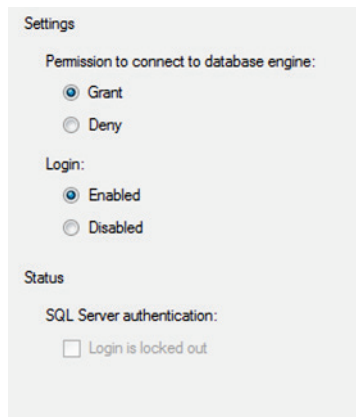 Settings
Permission to connect to database engine:
Grant
Deny
Login:
Enabled
Disabled
Status
SQL Server authentication:
Login is locked out